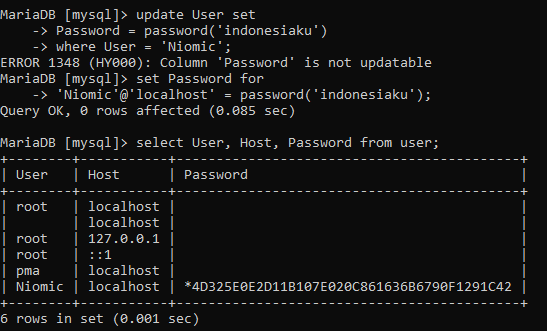 MariaDB [mysql]> update User set
    -> Password = password('indonesiaku')
    -> where User = 'Niomic';
ERROR 1348 (HY000): Column 'Password' is not updatable
MariaDB [mysql]> set Password for
    -> 'Niomic'@'localhost' = password('indonesiaku');
Query OK, 0 rows affected (0.085 sec)

MariaDB [mysql]> select User, Host, Password from user;
+--------+-----------+-------------------------------------------+
| User   | Host      | Password                                  |
+--------+-----------+-------------------------------------------+
| root   | localhost |                                           |
|        | localhost |                                           |
| root   | 127.0.0.1 |                                           |
| root   | ::1       |                                           |
| pma    | localhost |                                           |
| Niomic | localhost | *4D325E0E2D11B107E020C861636B6790F1291C42 |
+--------+-----------+-------------------------------------------+
6 rows in set (0.001 sec)